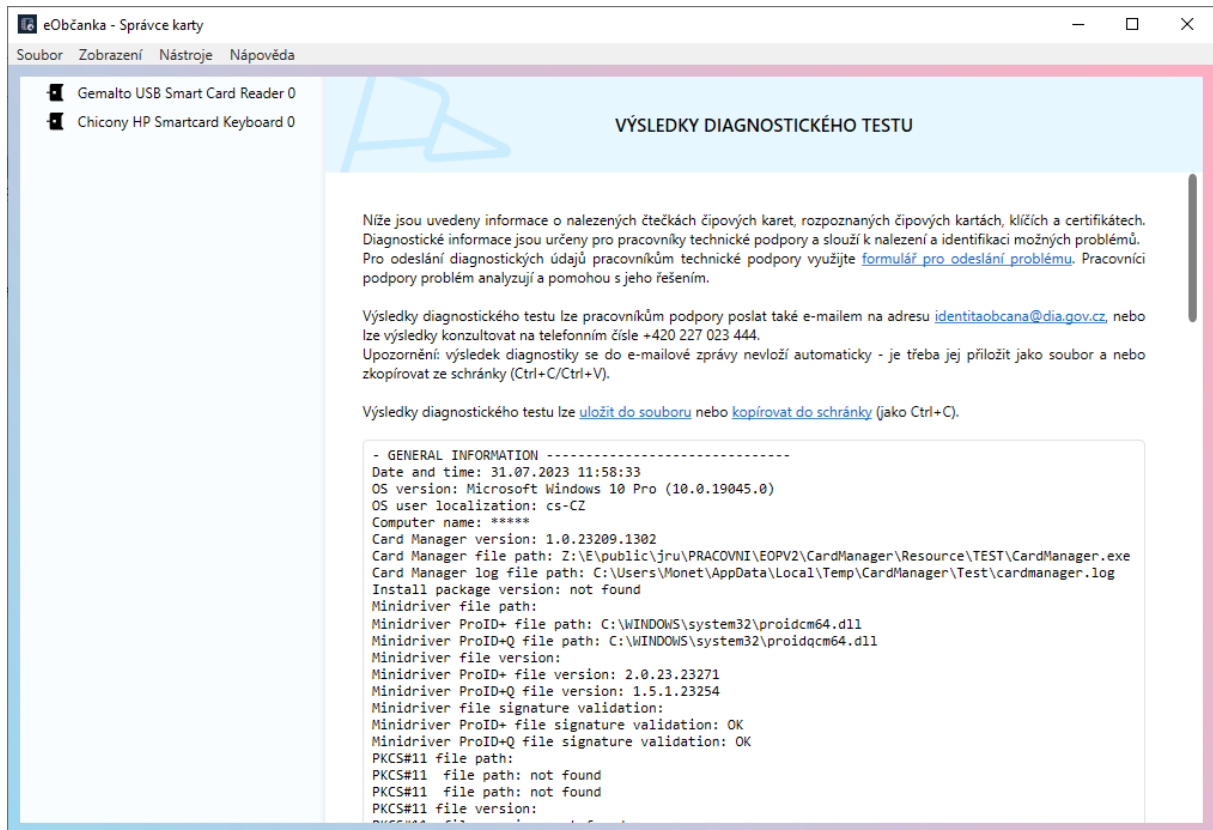 eObčanka - Správce karty
Soubor Zobrazení Nástroje Nápověda
Gemalto USB Smart Card Reader 0
Chicony HP Smartcard Keyboard 0
VÝSLEDKY DIAGNOSTICKÉHO TESTU
Níže jsou uvedeny informace o nalezených čtečkách čipových karet, rozpoznaných čipových kartách, klíčích a certifikátech.
Diagnostické informace jsou určeny pro pracovníky technické podpory a slouží k nalezení a identifikaci možných problémů.
Pro odeslání diagnostických údajů pracovníkům technické podpory využijte formulář pro odeslání problému. Pracovníci
podpory problém analyzují a pomohou s jeho řešením.
Výsledky diagnostického testu lze pracovníkům podpory poslat také e-mailem na adresu identitaobcana@dia.gov.cz, nebo
lze výsledky konzultovat na telefonním čísle +420 227 023 444.
Upozornění: výsledek diagnostiky se do e-mailové zprávy nevloží automaticky - je třeba jej přiložit jako soubor a nebo
zkopírovat ze schránky (Ctrl+C/Ctrl+V).
Výsledky diagnostického testu lze uložit do souboru nebo kopírovat do schránky (jako Ctrl+C).
- GENERAL INFORMATION -------------------------------
Date and time: 31.07.2023 11:58:33
OS version: Microsoft Windows 10 Pro (10.0.19045.0)
OS user localization: cs-CZ
Computer name: *****
Card Manager version: 1.0.23209.1302
Card Manager file path: Z:\E\public\jru\PRACOVNI\EOPV2\CardManager\Resource\TEST\CardManager.exe
Card Manager log file path: C:\Users\Monet\AppData\Local\Temp\CardManager\Test\cardmanager.log
Install package version: not found
Minidriver file path:
Minidriver ProID+ file path: C:\WINDOWS\system32\proidcm64.dll
Minidriver ProID+Q file path: C:\WINDOWS\system32\proidqcm64.dll
Minidriver file version:
Minidriver ProID+ file version: 2.0.23.23271
Minidriver ProID+Q file version: 1.5.1.23254
Minidriver file signature validation:
Minidriver ProID+ file signature validation: OK
Minidriver ProID+Q file signature validation: OK
PKCS#11 file path:
PKCS#11  file path: not found
PKCS#11  file path: not found
PKCS#11 file version: